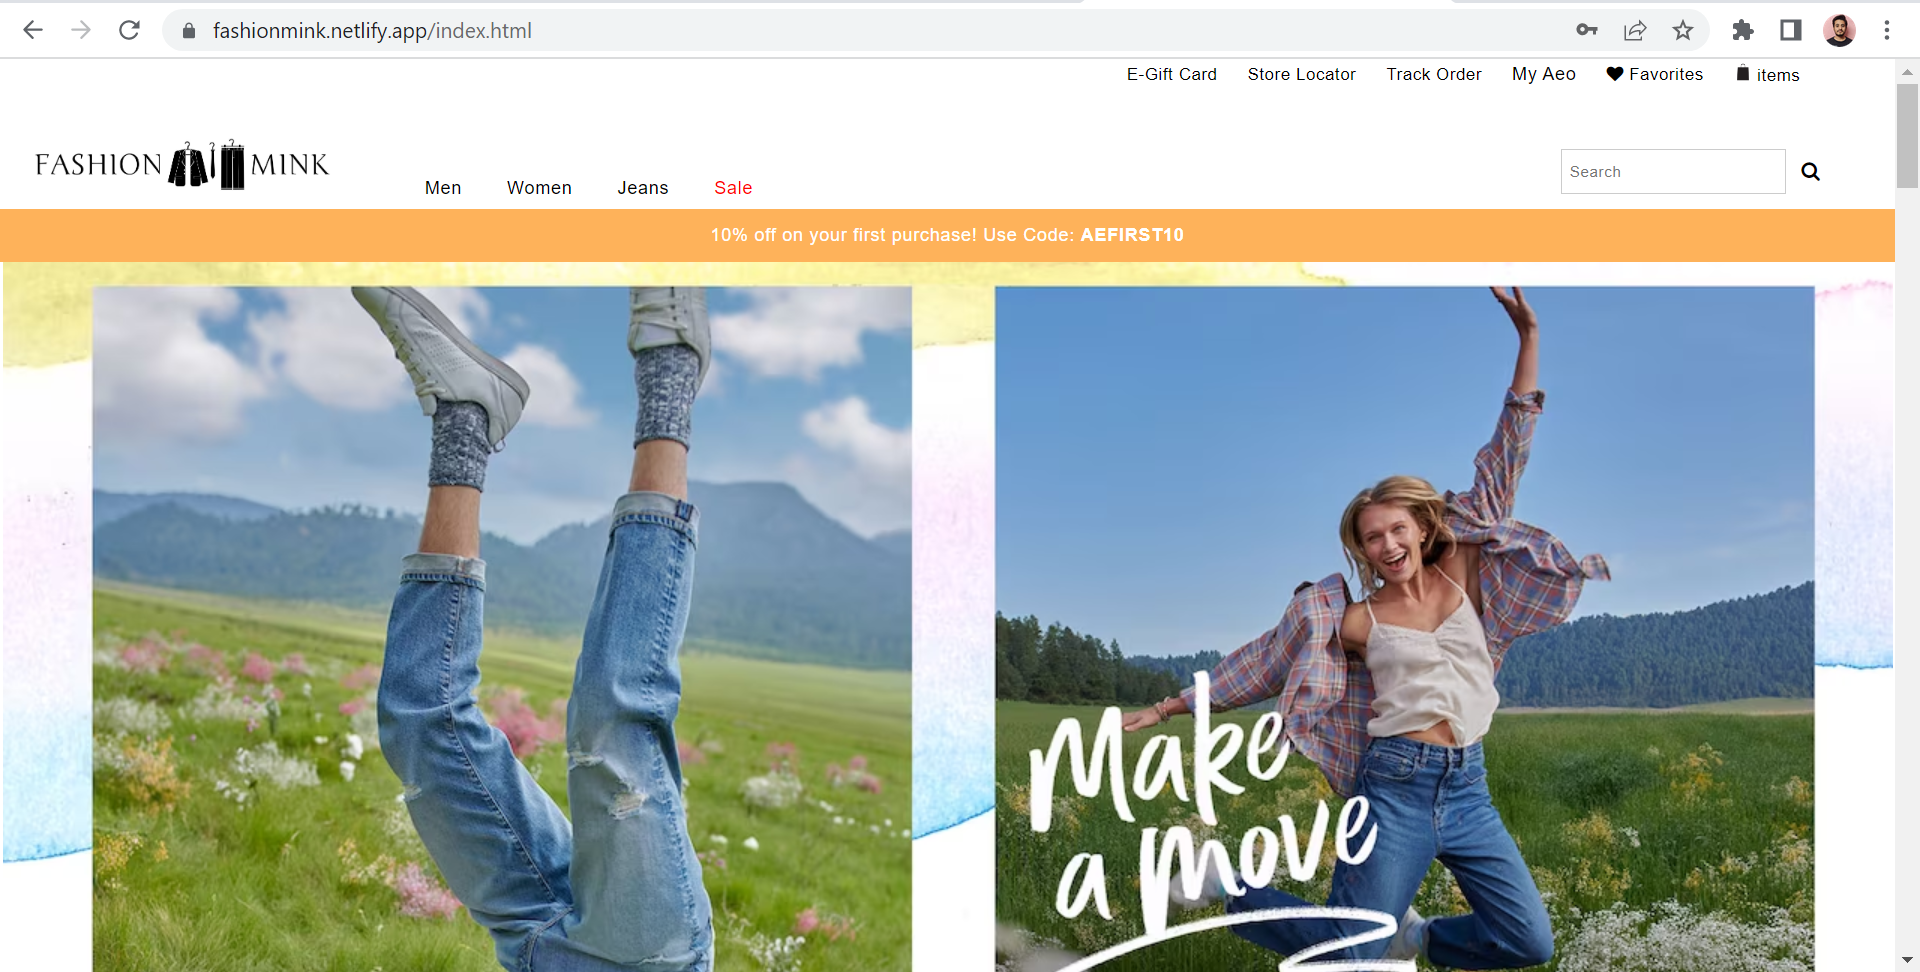 fashionmink.netlify.app/index.html
E-Gift Card Store Locator Track Order My Aeo Favorites items
FASHION MINK
Men Women Jeans Sale
Search
10% off on your first purchase! Use Code: AEFIRST10
Make
a move